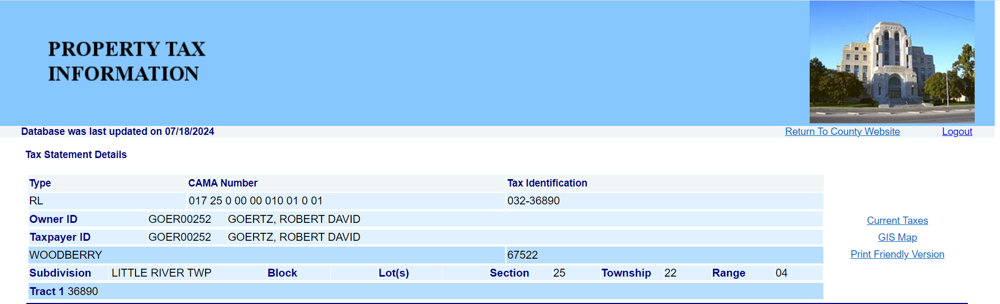 PROPERTY TAX
INFORMATION
Database was last updated on 07/18/2024
Return To County Website
Logout
Tax Statement Details
Type CAMA Number Tax Identification
RL 017 25 0 00 00 010 01 0 01 032-36890
Owner ID GOER00252 GOERTZ, ROBERT DAVID
Taxpayer ID GOER00252 GOERTZ, ROBERT DAVID
WOODBERRY 67522
Subdivision LITTLE RIVER TWP Block Lot(s) Section 25 Township 22 Range 04
Tract 1 36890
Current Taxes
GIS Map
Print Friendly Version